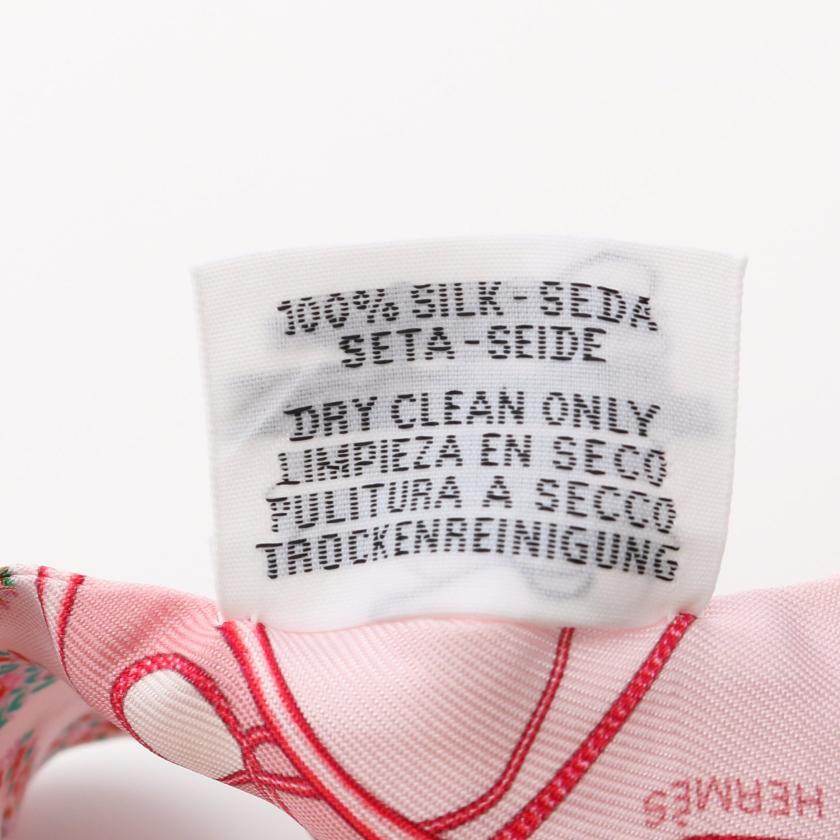 100% SILK-SEDA
SETA-SEIDE
DRY CLEAN ONLY
LIMPIEZA EN SECO
PULITURA A SECCO
TROCKENREINIGUNG
HERMÈS